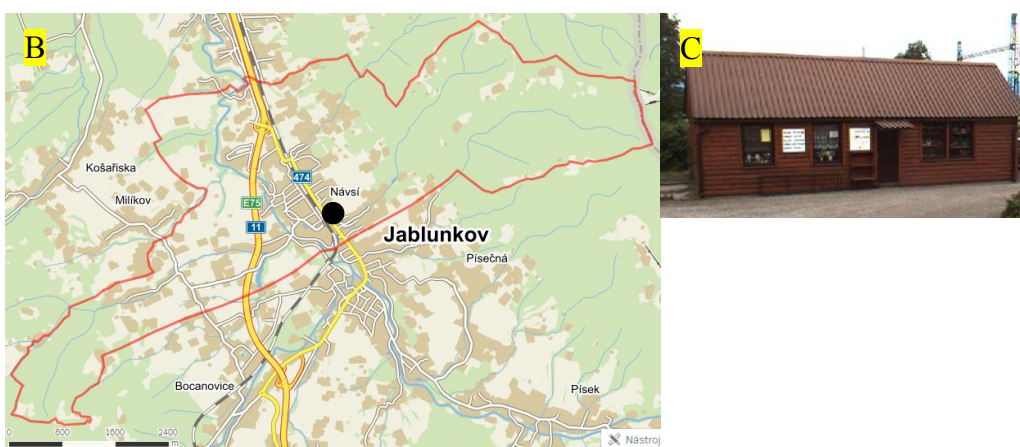 B
C
Košařiska
Milíkov
474
Návsí
E75
11
Jablunkov
Písečná
Bocanovice
Písek
0 800 1600 2400
m
Nástroj